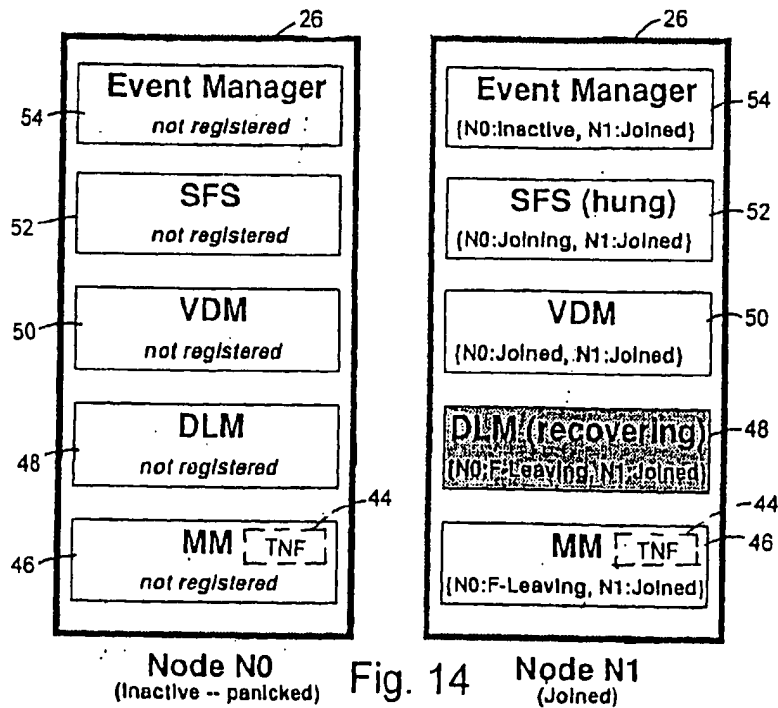 26
Event Manager
54
not registered
SFS
52
not registered
VDM
50
not registered
DLM
48
not registered
44
MM TNF
46
not registered
Node N0
(Inactive -- panicked)
26
Event Manager
54
{N0:Inactive, N1:Joined}
SFS (hung)
52
{N0:Joining, N1:Joined}
VDM
50
{N0:Joined, N1:Joined}
DLM (recovering)
48
{N0:F-Leaving, N1:Joined}
44
MM TNF
46
{N0:F-Leaving, N1:Joined}
Node N1
(Joined)
Fig. 14